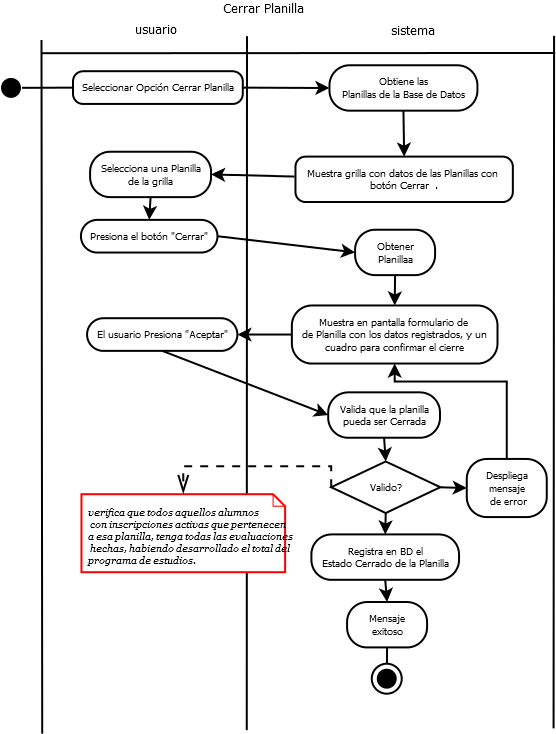 Cerrar Planilla
usuario
sistema
Seleccionar Opción Cerrar Planilla
Obtiene las
Planillas de la Base de Datos
Muestra grilla con datos de las Planillas con
botón Cerrar .
Selecciona una Planilla
de la grilla
Presiona el botón "Cerrar"
Obtener
Planillaa
Muestra en pantalla formulario de
de Planilla con los datos registrados, y un
cuadro para confirmar el cierre
El usuario Presiona "Aceptar"
Valida que la planilla
pueda ser Cerrada
Valido?
Despliega
mensaje
de error
verifica que todos aquellos alumnos
con inscripciones activas que pertenecen
a esa planilla, tenga todas las evaluaciones
hechas, habiendo desarrollado el total del
programa de estudios.
Registra en BD el
Estado Cerrado de la Planilla
Mensaje
exitoso